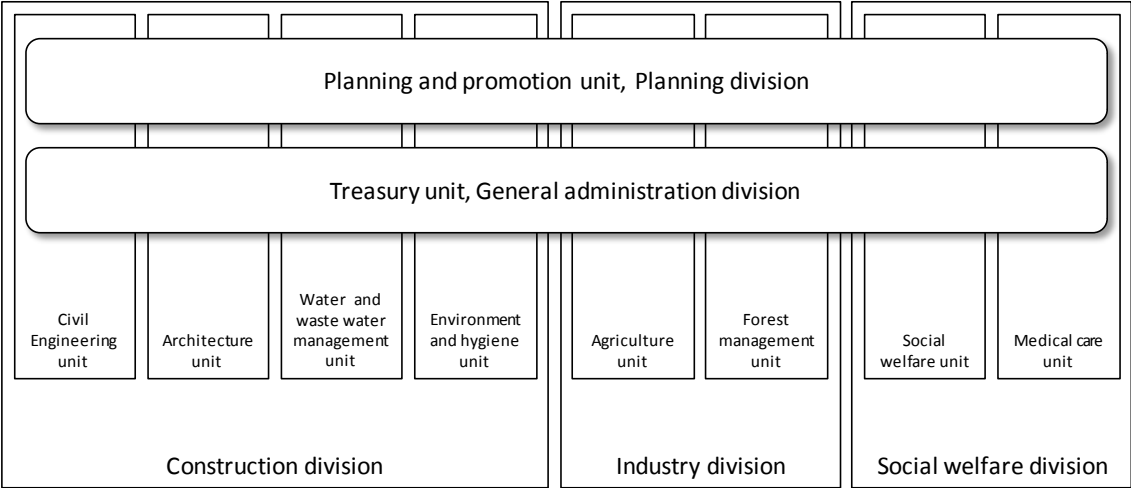 Planning and promotion unit, Planning division
Treasury unit, General administration division
Civil
Engineering
unit
Architecture
unit
Water and
waste water
management
unit
Environment
and hygiene
unit
Agriculture
unit
Forest
management
unit
Social
welfare unit
Medical care
unit
Construction division
Industry division
Social welfare division